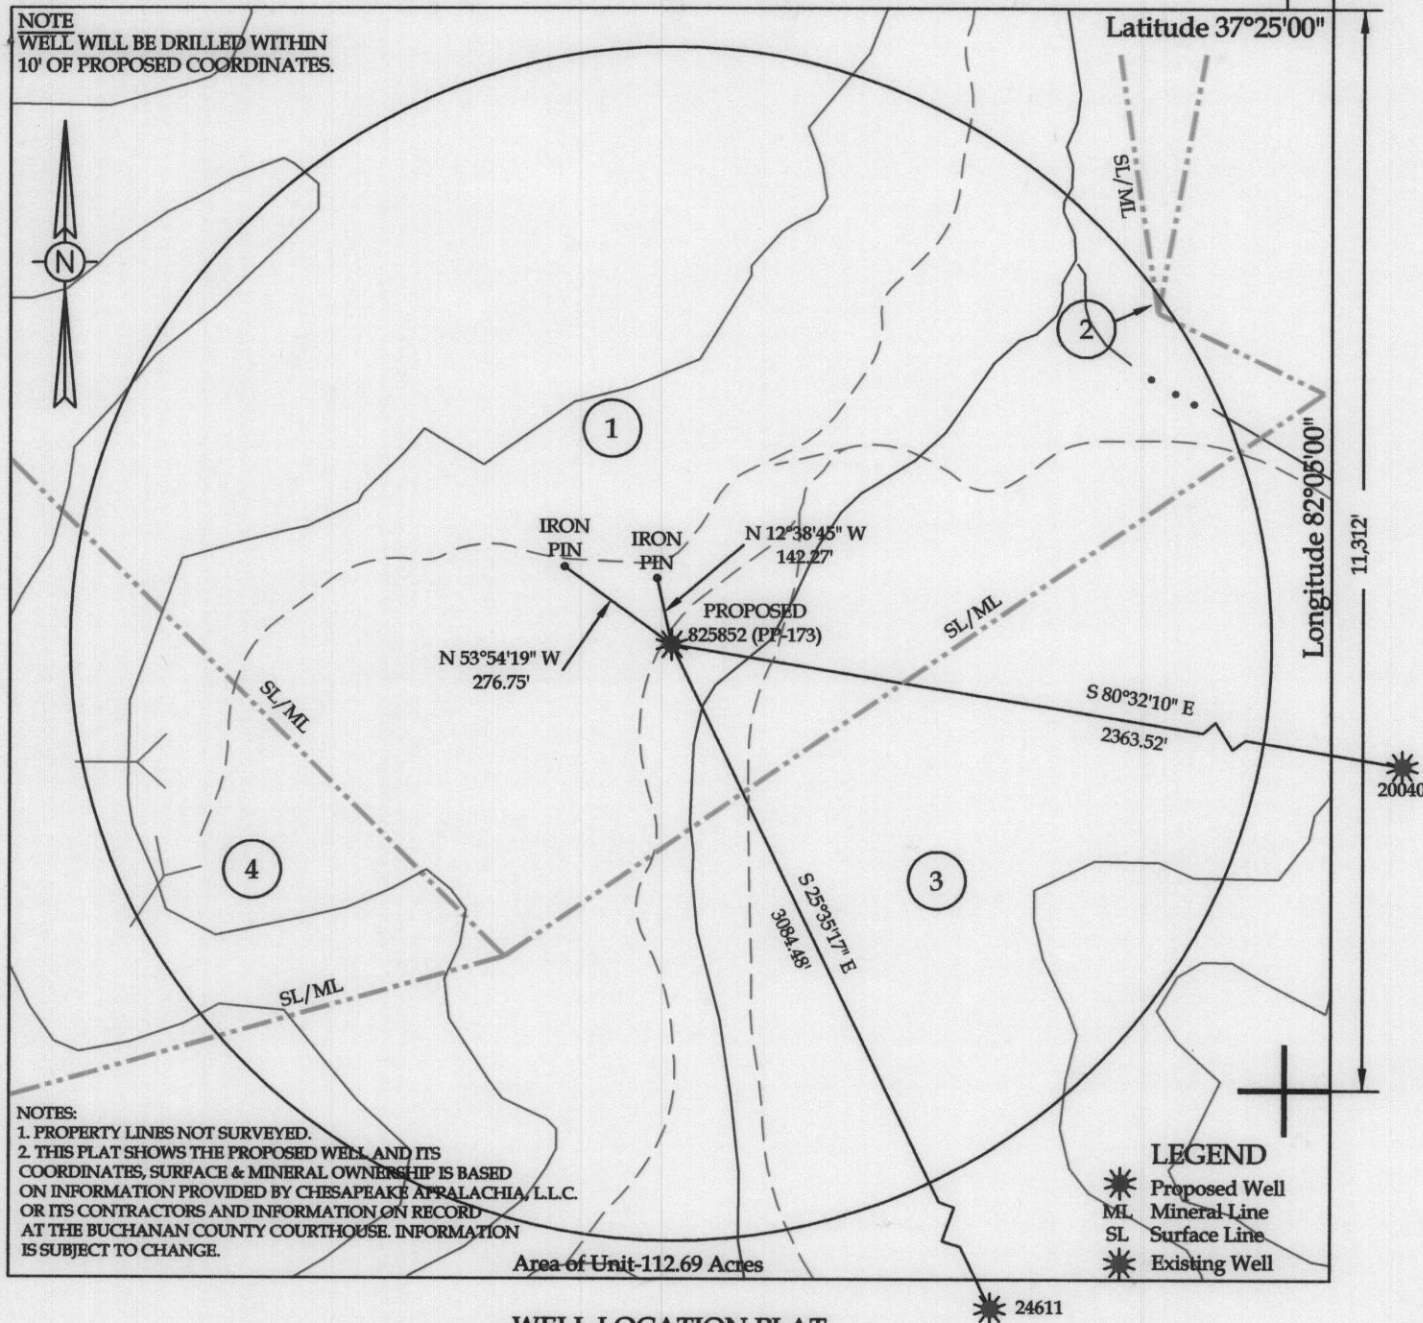 NOTE
WELL WILL BE DRILLED WITHIN
10' OF PROPOSED COORDINATES.
Latitude 37°25'00"
N
SL/ML
2
1
Longitude 82°05'00"
11,312'
IRON
PIN
IRON
PIN
N 12°38'45" W
142.27'
PROPOSED
825852 (PP-173)
SL/ML
N 53°54'19" W
276.75'
SL/ML
S 80°32'10" E
2363.52'
20040
4
3
S 25°35'17" E
3084.48'
SL/ML
NOTES:
1. PROPERTY LINES NOT SURVEYED.
2. THIS PLAT SHOWS THE PROPOSED WELL AND ITS
COORDINATES, SURFACE & MINERAL OWNERSHIP IS BASED
ON INFORMATION PROVIDED BY CHESAPEAKE APPALACHIA, L.L.C.
OR ITS CONTRACTORS AND INFORMATION ON RECORD
AT THE BUCHANAN COUNTY COURTHOUSE. INFORMATION
IS SUBJECT TO CHANGE.
LEGEND
Proposed Well
ML Mineral Line
SL Surface Line
Existing Well
Area of Unit-112.69 Acres
24611
WELL LOCATION PLAT